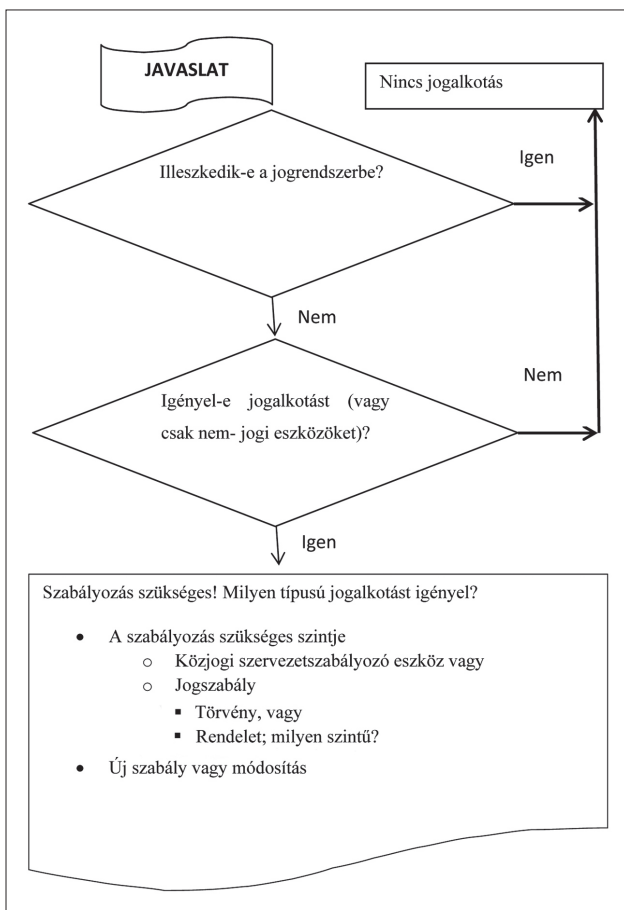 JAVASLAT
Nincs jogalkotás
Illeszkedik-e a jogrendszerbe?
Igen
Nem
Nem
Igényel-e jogalkotást (vagy
csak nem- jogi eszközöket)?
Igen
Szabályozás szükséges! Milyen típusú jogalkotást igényel?
• A szabályozás szükséges szintje
o Közjogi szervezetszabályozó eszköz vagy
o Jogszabály
▪ Törvény, vagy
▪ Rendelet; milyen szintű?
• Új szabály vagy módosítás